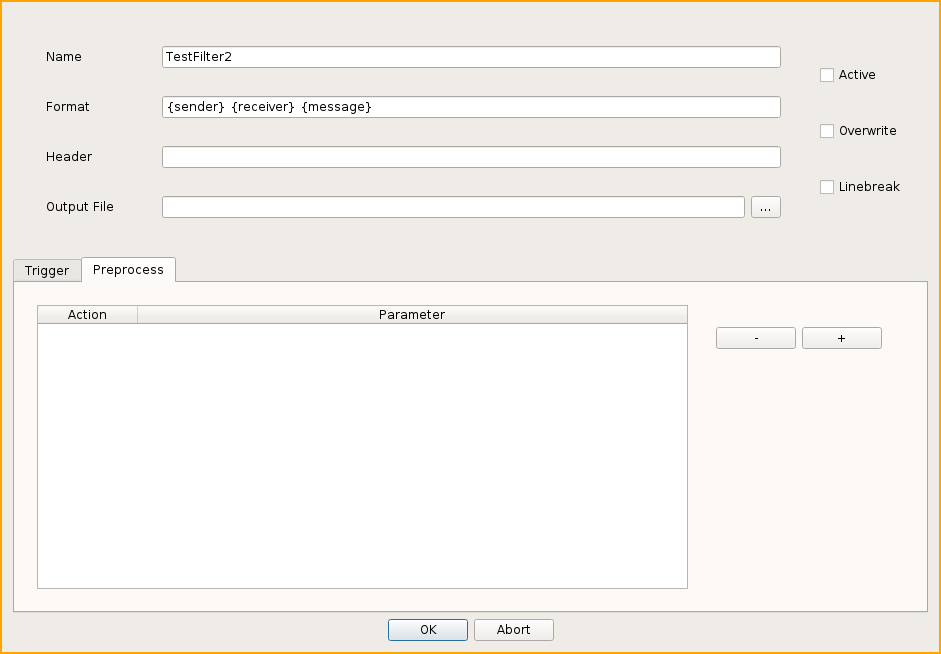 Name
TestFilter2
Active
Format
{sender} {receiver} {message}
Overwrite
Header
Linebreak
Output File
...
Trigger
Preprocess
Action
Parameter
-
+
OK
Abort